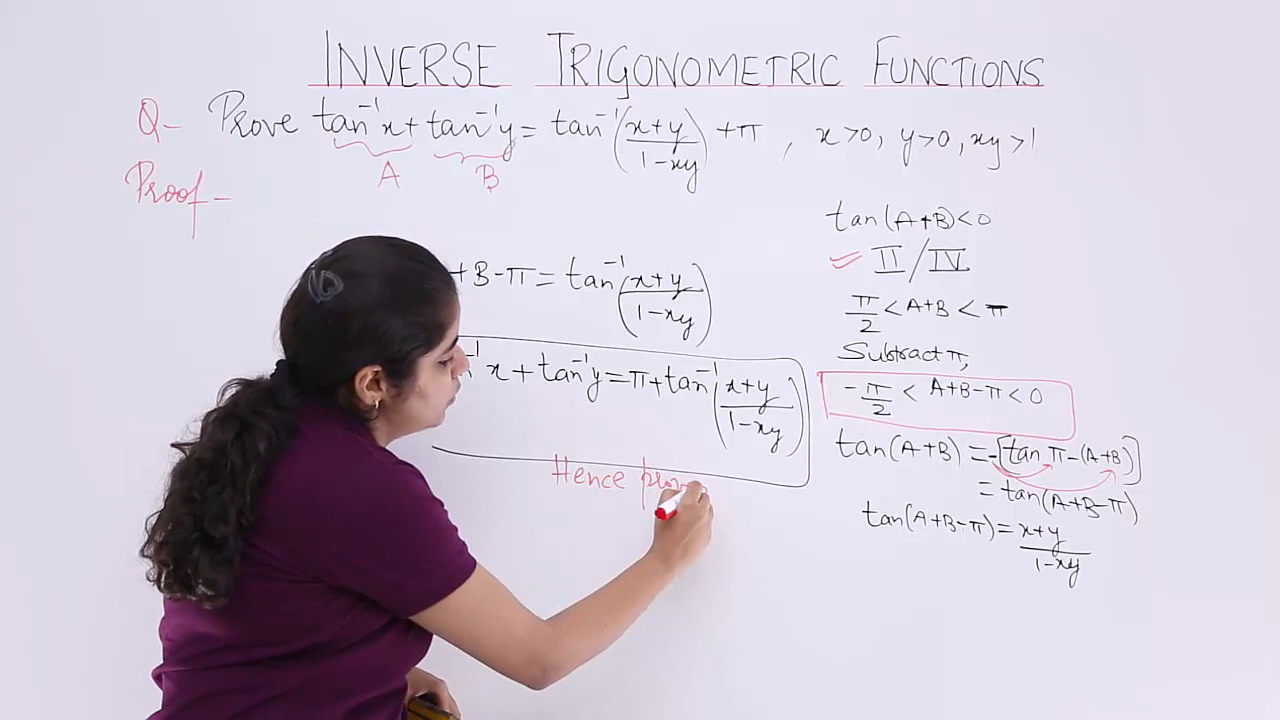 INVERSE TRIGONOMETRIC FUNCTIONS
Q- Prove tan⁻¹x + tan⁻¹y = tan⁻¹((x+y)/(1-xy)) + π , x>0, y>0, xy>1
A B
Proof -
+ B - π = tan⁻¹((x+y)/(1-xy))
⁻¹x + tan⁻¹y = π + tan⁻¹((x+y)/(1-xy))
Hence prov
tan(A+B) < 0
✓ II / IV
π/2 < A+B < π
Subtract π,
-π/2 < A+B-π < 0
tan(A+B) = -[tan π-(A+B)]
= tan(A+B-π)
tan(A+B-π) = (x+y)/(1-xy)